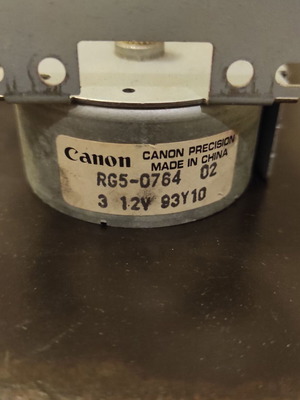 Canon CANON PRECISION
MADE IN CHINA
RG5-0764 02
3 12V 93Y10